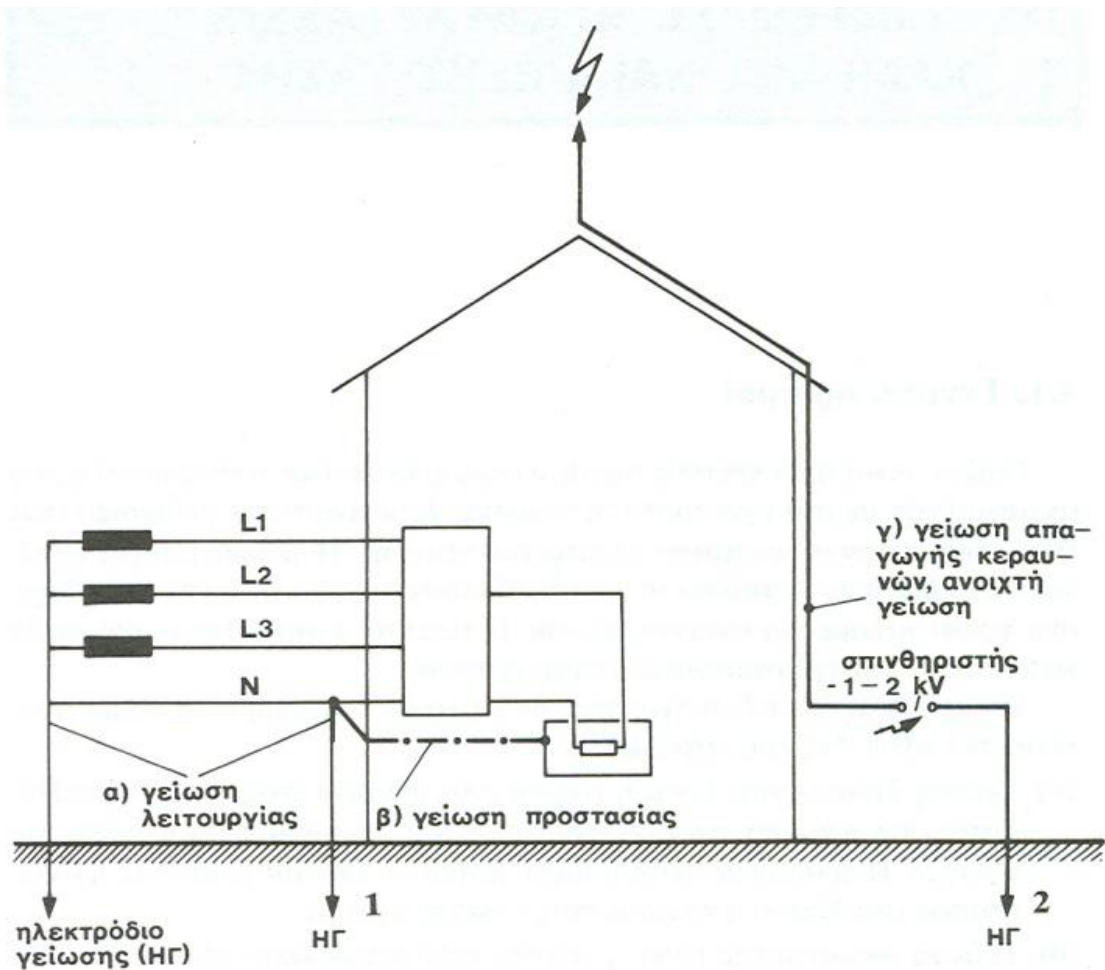 L1
L2
L3
N
α) γείωση
λειτουργίας
β) γείωση προστασίας
γ) γείωση απα-
γωγής κεραυ-
νών, ανοιχτή
γείωση
σπινθηριστής
-1-2 kV
ηλεκτρόδιο
γείωσης (ΗΓ)
1
ΗΓ
2
ΗΓ